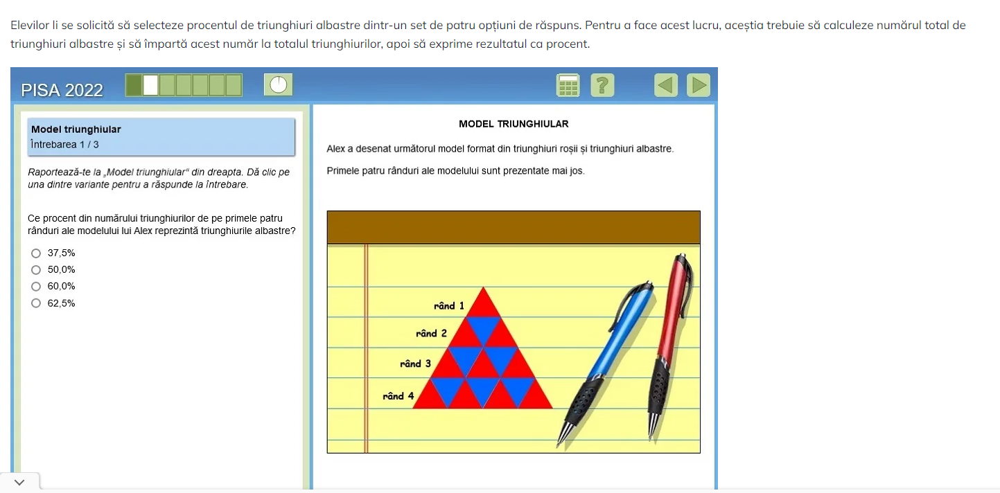 Elevilor li se solicită să selecteze procentul de triunghiuri albastre dintr-un set de patru opțiuni de răspuns. Pentru a face acest lucru, aceștia trebuie să calculeze numărul total de
triunghiuri albastre și să împartă acest număr la totalul triunghiurilor, apoi să exprime rezultatul ca procent.
PISA 2022
?
Model triunghiular
Întrebarea 1 / 3
Raportează-te la „Model triunghiular“ din dreapta. Dă clic pe
una dintre variante pentru a răspunde la întrebare.
Ce procent din numărului triunghiurilor de pe primele patru
rânduri ale modelului lui Alex reprezintă triunghiurile albastre?
37,5%
50,0%
60,0%
62,5%
MODEL TRIUNGHIULAR
Alex a desenat următorul model format din triunghiuri roșii și triunghiuri albastre.
Primele patru rânduri ale modelului sunt prezentate mai jos.
rând 1
rând 2
rând 3
rând 4